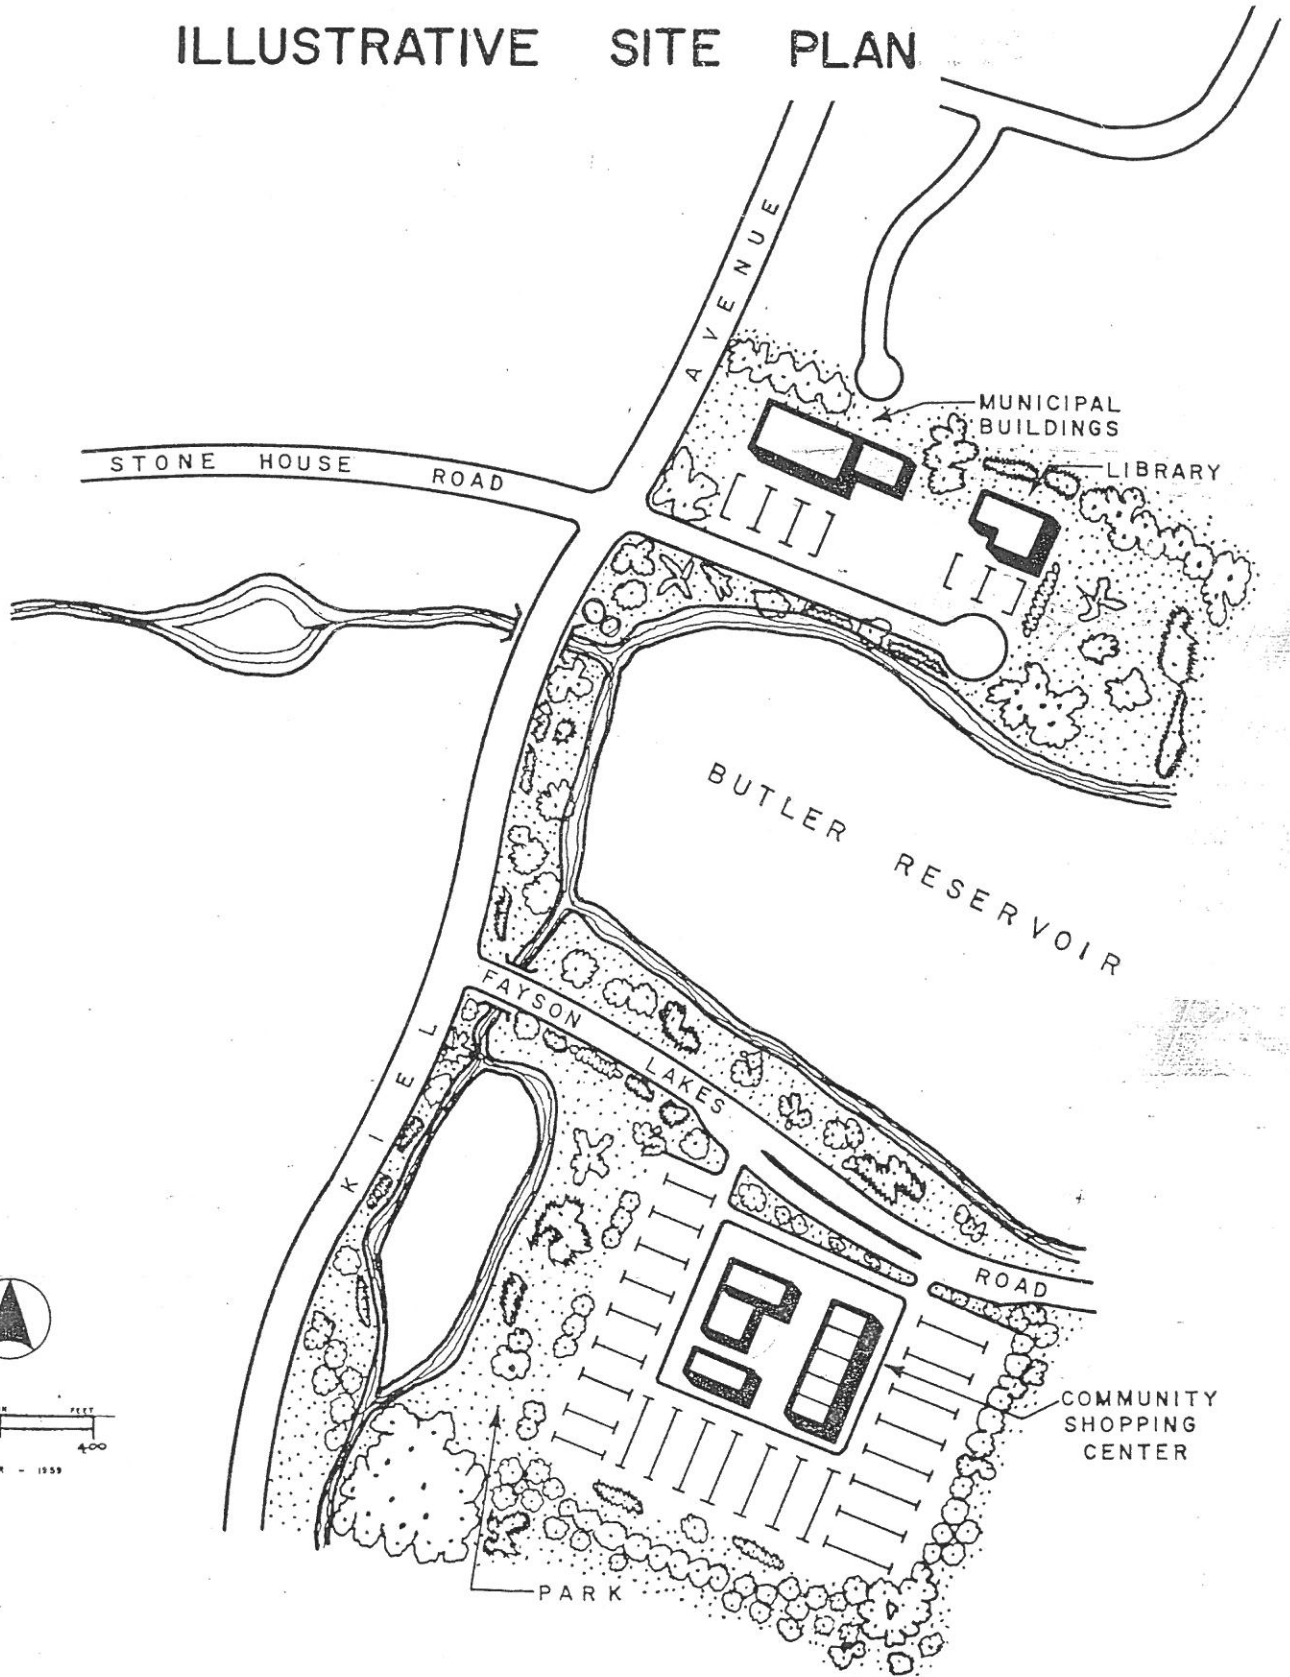 ILLUSTRATIVE SITE PLAN
AVENUE
MUNICIPAL
BUILDINGS
LIBRARY
STONE HOUSE ROAD
BUTLER RESERVOIR
FAYSON LAKES ROAD
KIEL
COMMUNITY
SHOPPING
CENTER
FEET
400
- 1959
PARK